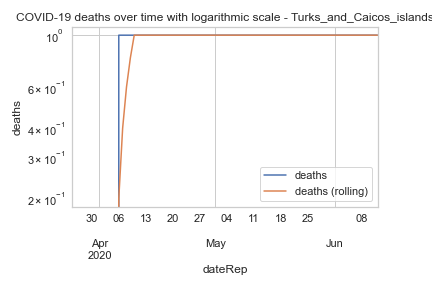 COVID-19 deaths over time with logarithmic scale - Turks_and_Caicos_islands
10⁰
6 × 10⁻¹
4 × 10⁻¹
3 × 10⁻¹
2 × 10⁻¹
deaths
deaths
deaths (rolling)
30 06 13 20 27 04 11 18 25 08
Apr May Jun
2020
dateRep